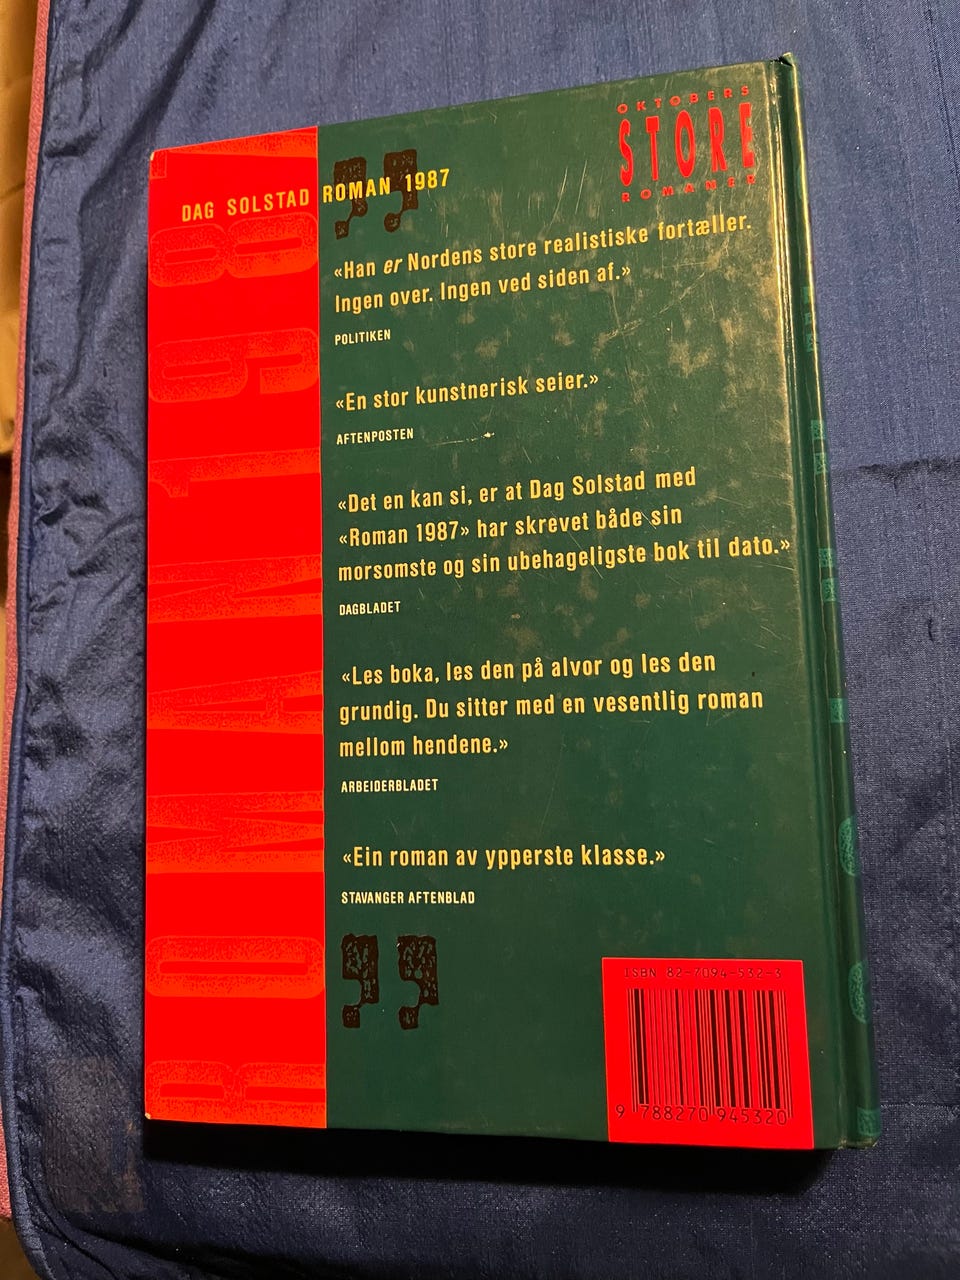 OKTOBERS
STORE
ROMANER
DAG SOLSTAD ROMAN 1987
«Han er Nordens store realistiske fortæller.
Ingen over. Ingen ved siden af.»
POLITIKEN
«En stor kunstnerisk seier.»
AFTENPOSTEN
«Det en kan si, er at Dag Solstad med
«Roman 1987» har skrevet både sin
morsomste og sin ubehageligste bok til dato.»
DAGBLADET
«Les boka, les den på alvor og les den
grundig. Du sitter med en vesentlig roman
mellom hendene.»
ARBEIDERBLADET
«Ein roman av ypperste klasse.»
STAVANGER AFTENBLAD
ISBN 82-7094-532-3
9 788270 945320
ROMAN 198